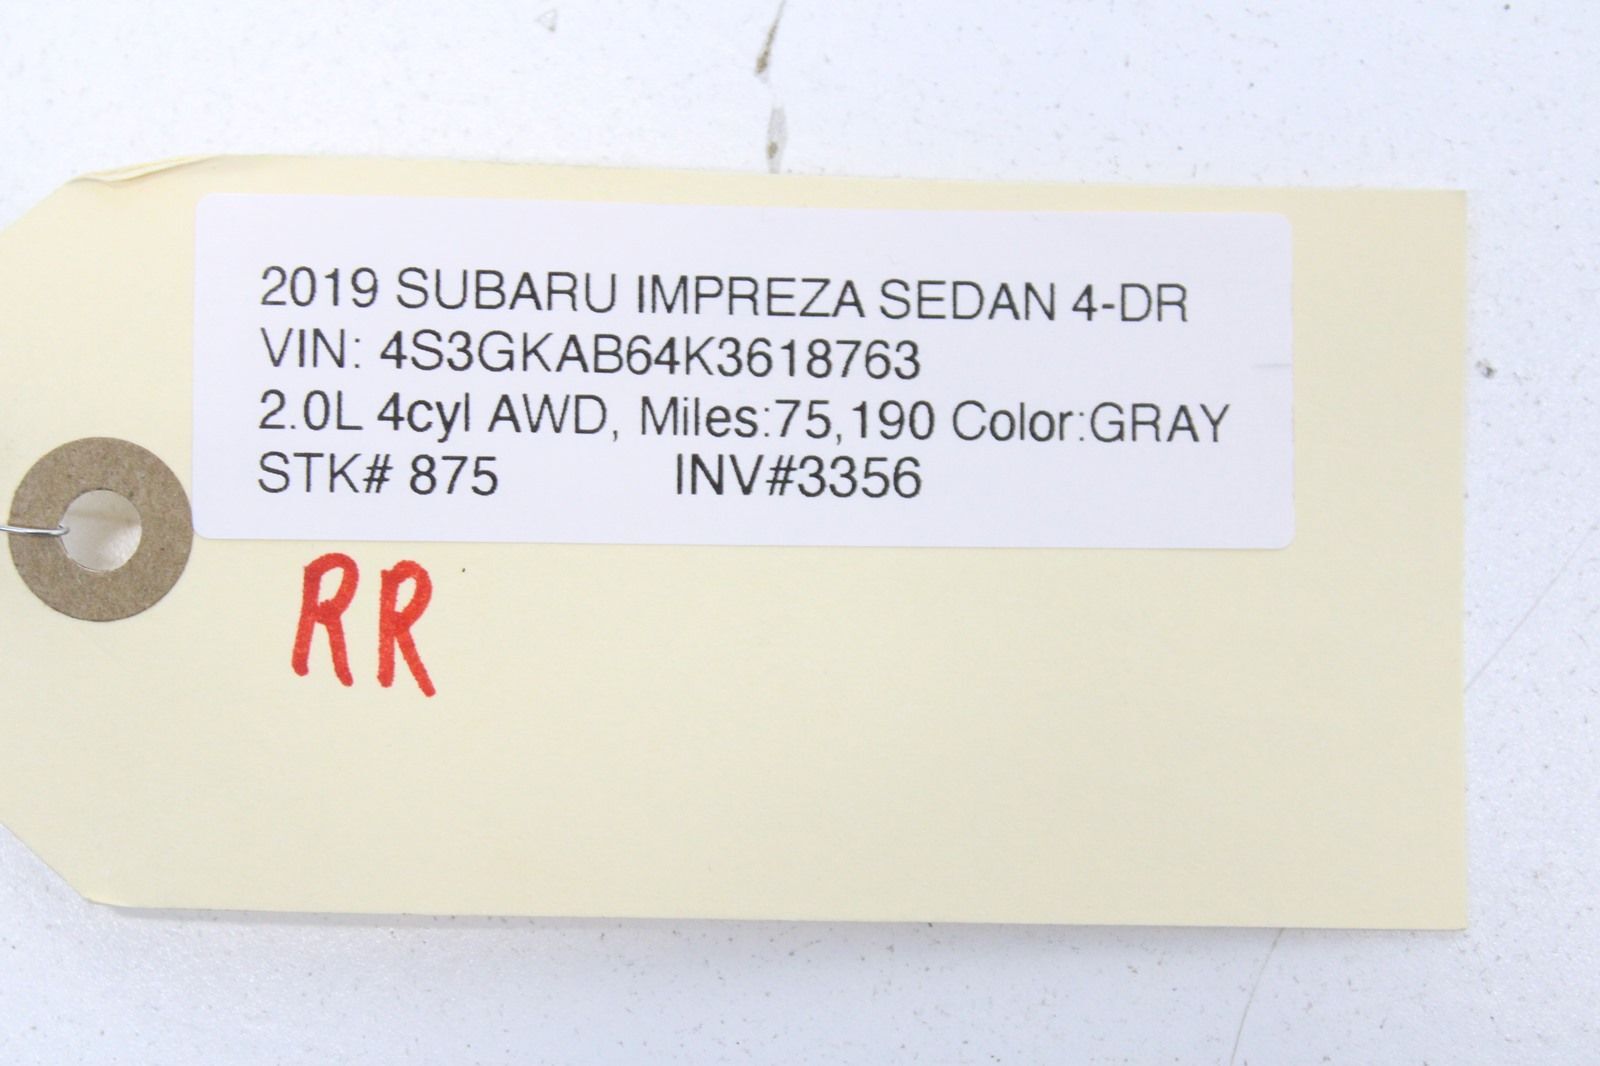 2019 SUBARU IMPREZA SEDAN 4-DR
VIN: 4S3GKAB64K3618763
2.0L 4cyl AWD, Miles:75,190 Color:GRAY
STK# 875 INV#3356
RR